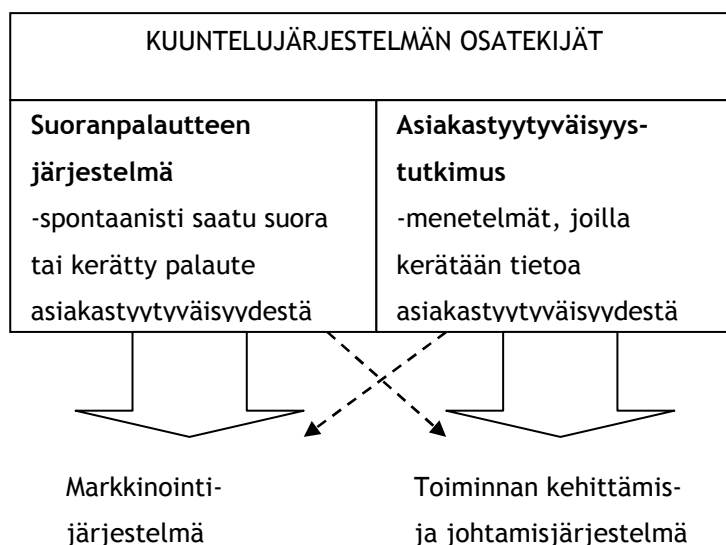 KUUNTELUJÄRJESTELMÄN OSATEKIJÄT
Suoranpalautteen
järjestelmä
-spontaanisti saatu suora
tai kerätty palaute
asiakastyytyväisyydestä
Asiakastyytyväisyys-
tutkimus
-menetelmät, joilla
kerätään tietoa
asiakastyytyväisyydestä
Markkinointi-
järjestelmä
Toiminnan kehittämis-
ja johtamisjärjestelmä